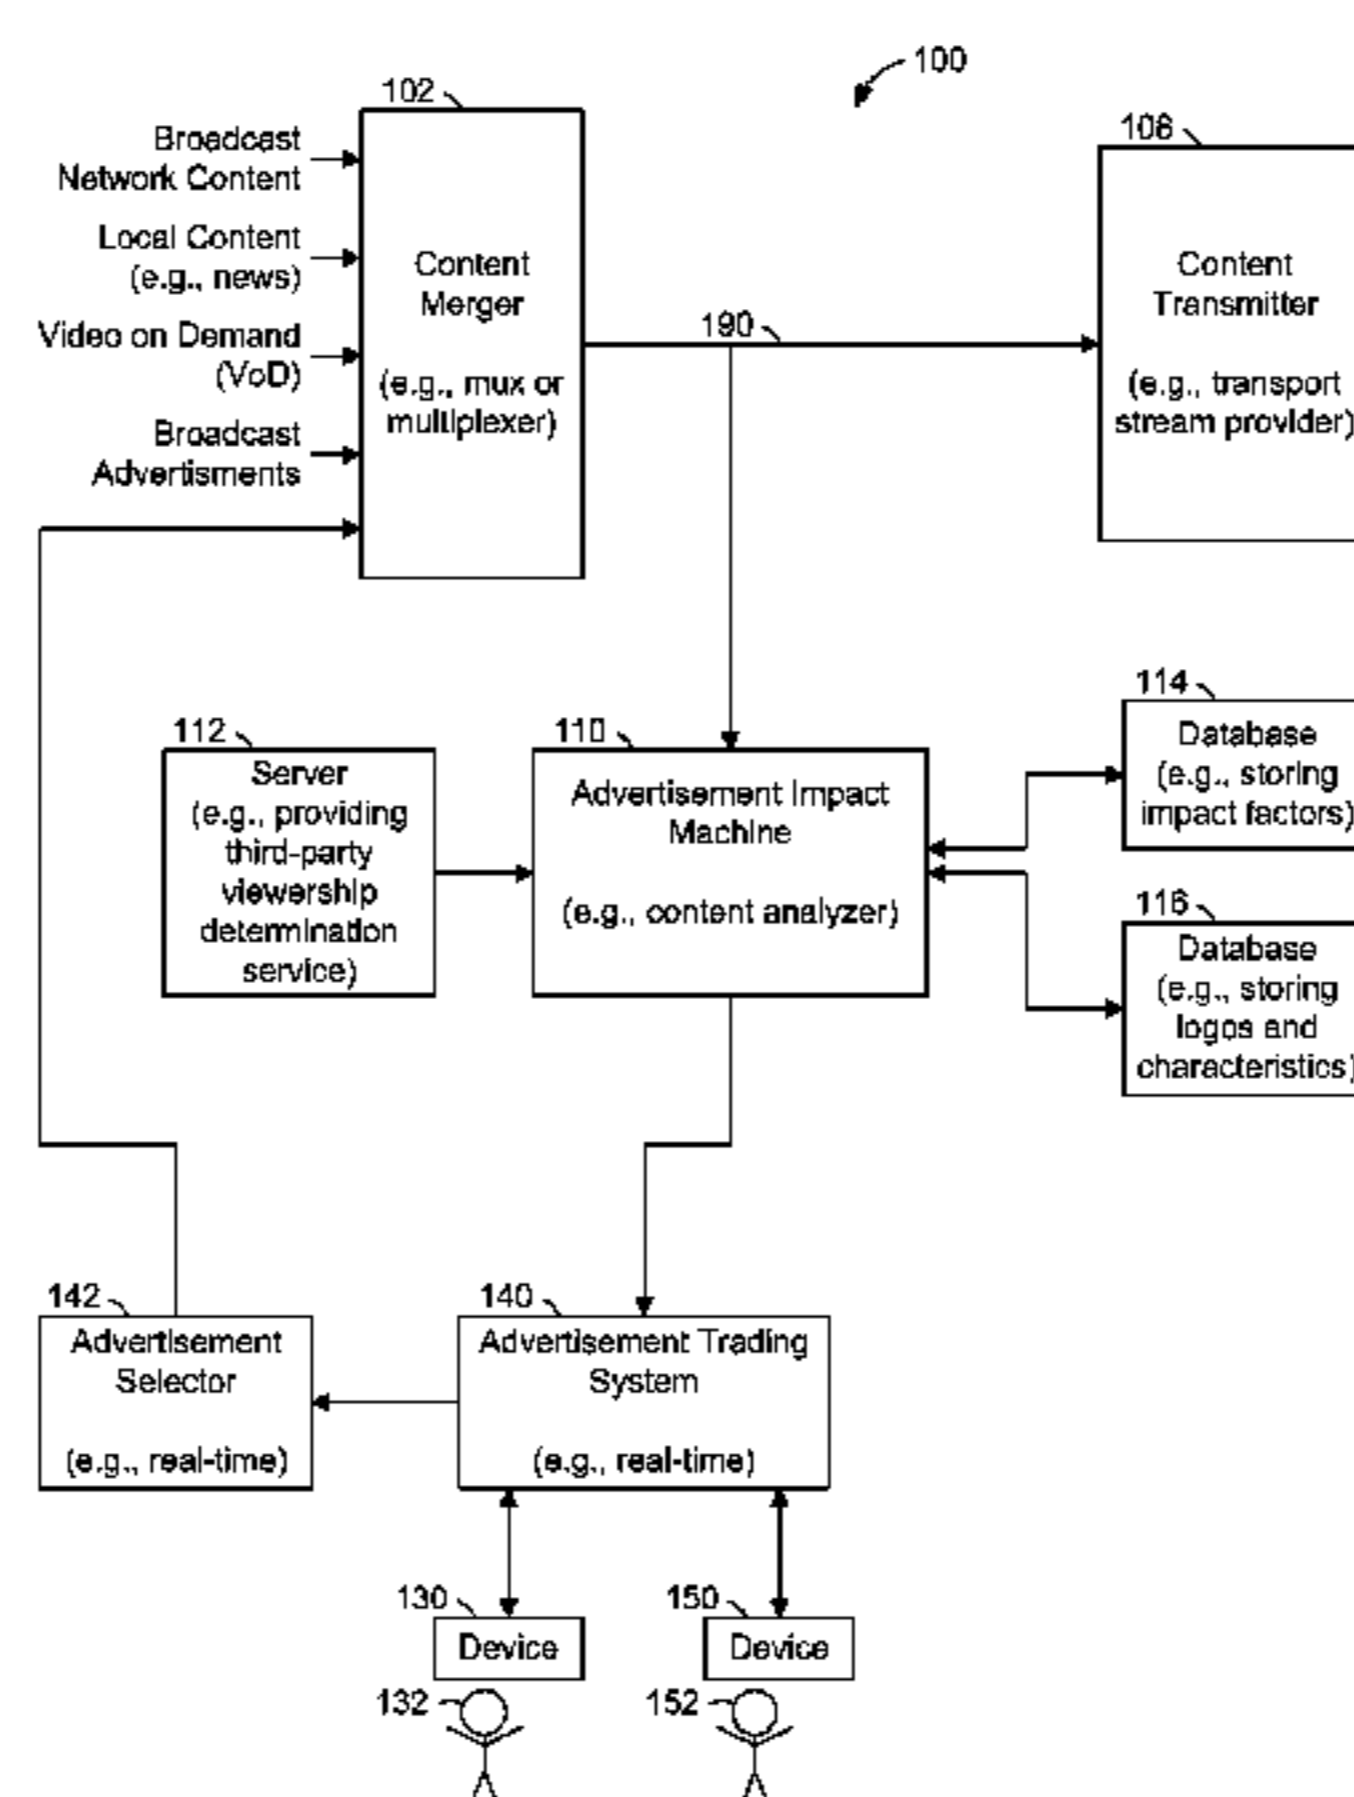 100
102
108
Broadcast
Network Content
Local Content
(e.g., news)
Video on Demand
(VoD)
Broadcast
Advertisments
Content
Merger
(e.g., mux or
multiplexer)
190
Content
Transmitter
(e.g., transport
stream provider)
112
Server
(e.g., providing
third-party
viewership
determination
service)
110
Advertisement Impact
Machine
(e.g., content analyzer)
114
Database
(e.g., storing
impact factors)
116
Database
(e.g., storing
logos and
characteristics)
142
Advertisement
Selector
(e.g., real-time)
140
Advertisement Trading
System
(e.g., real-time)
130
Device
132
150
Device
152